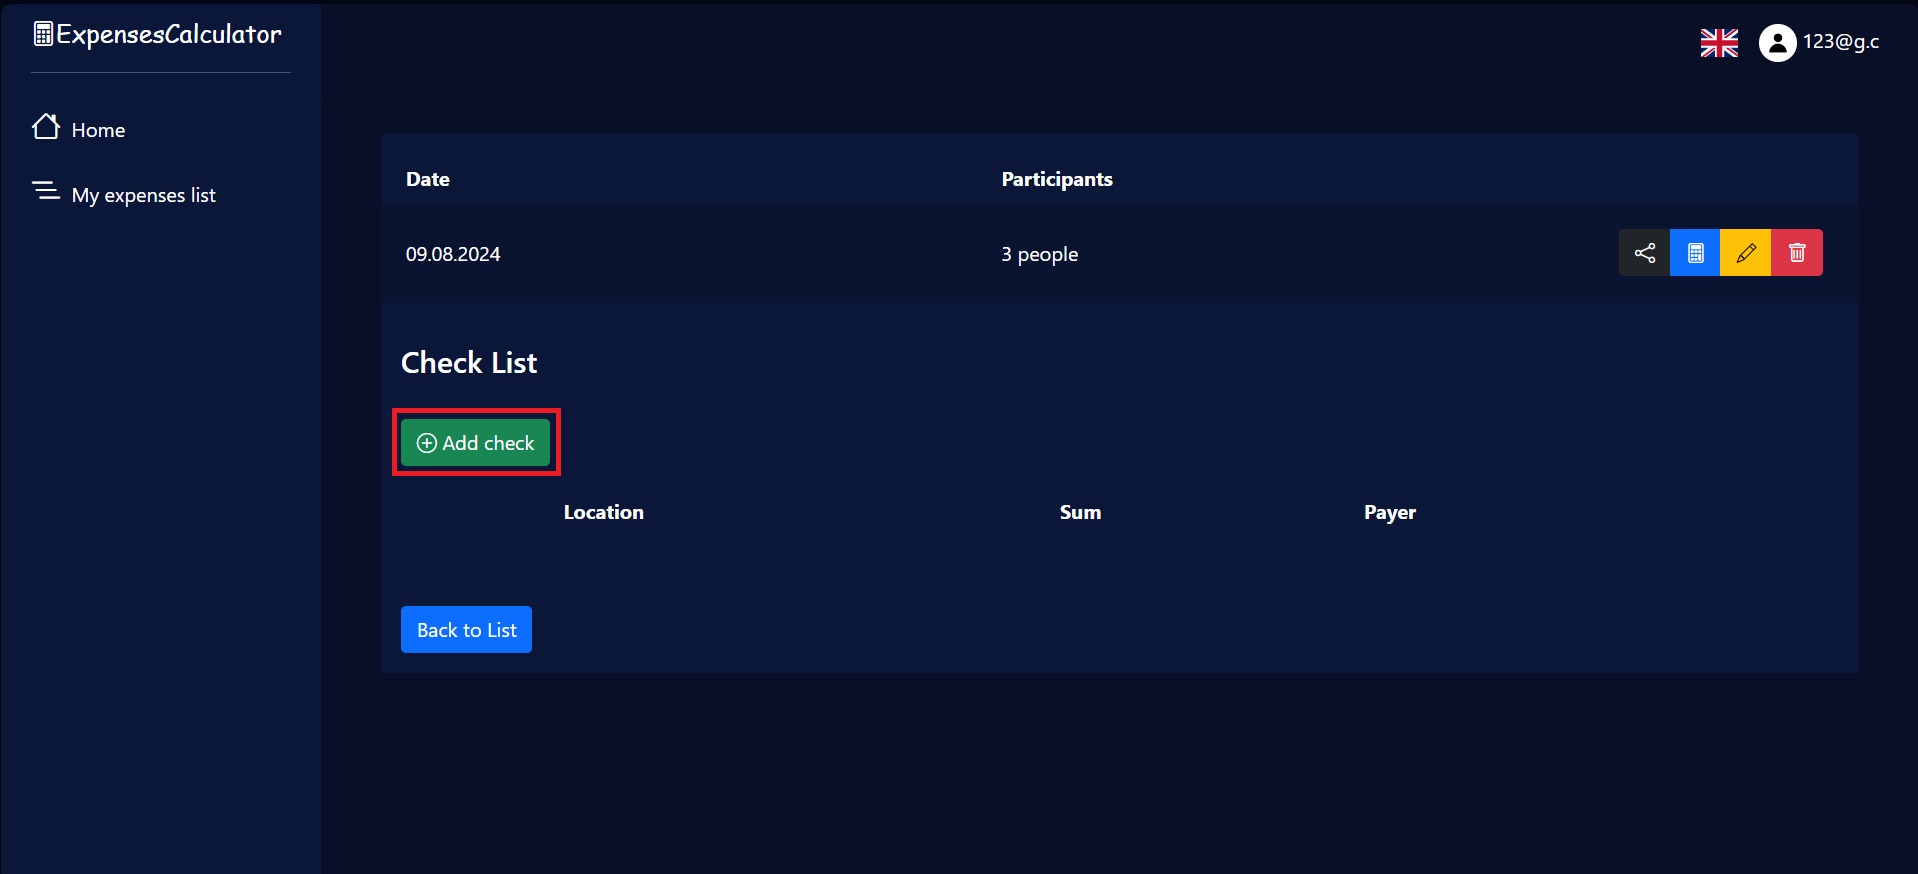 ExpensesCalculator
123@g.c
Home
My expenses list
Date Participants
09.08.2024 3 people
Check List
Add check
Location Sum Payer
Back to List